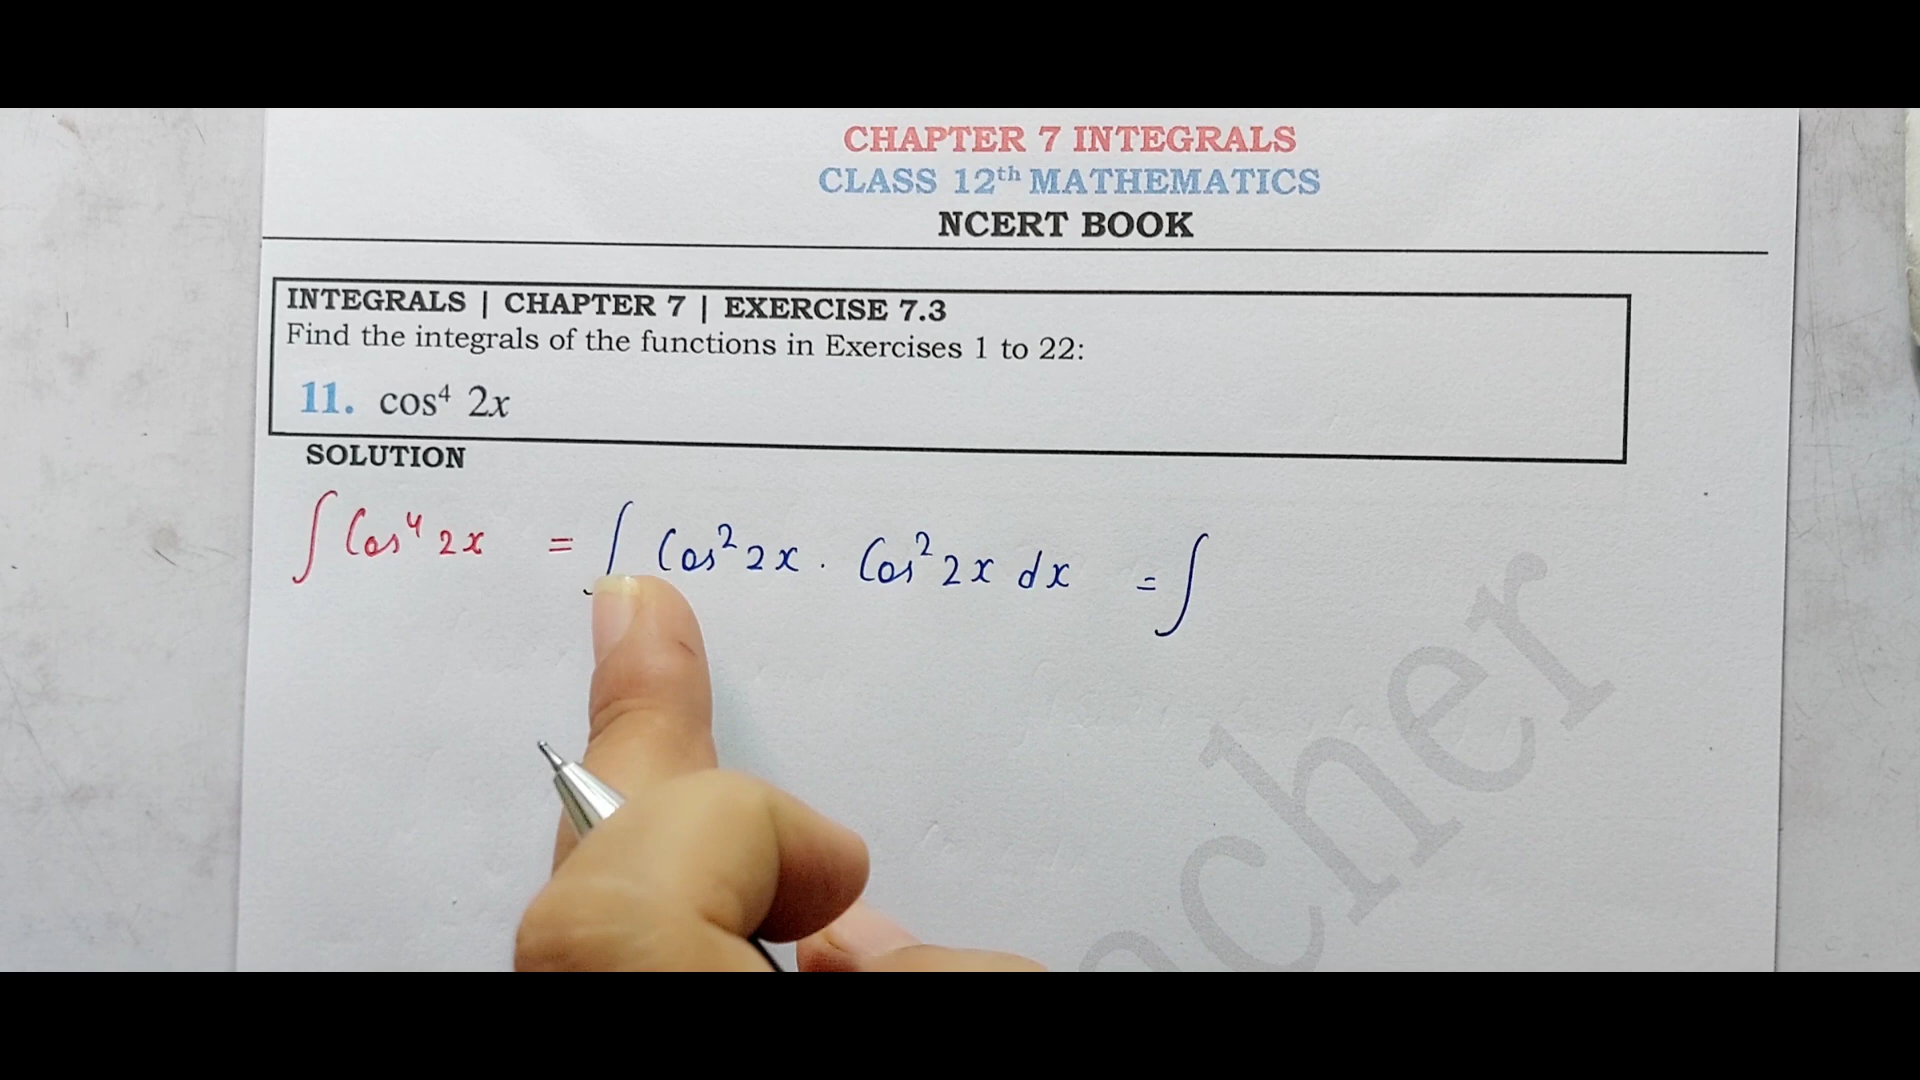 CHAPTER 7 INTEGRALS
CLASS 12th MATHEMATICS
NCERT BOOK
INTEGRALS | CHAPTER 7 | EXERCISE 7.3
Find the integrals of the functions in Exercises 1 to 22:
11. cos⁴ 2x
SOLUTION
∫ Cos⁴ 2x = ∫ Cos² 2x . Cos² 2x dx = ∫